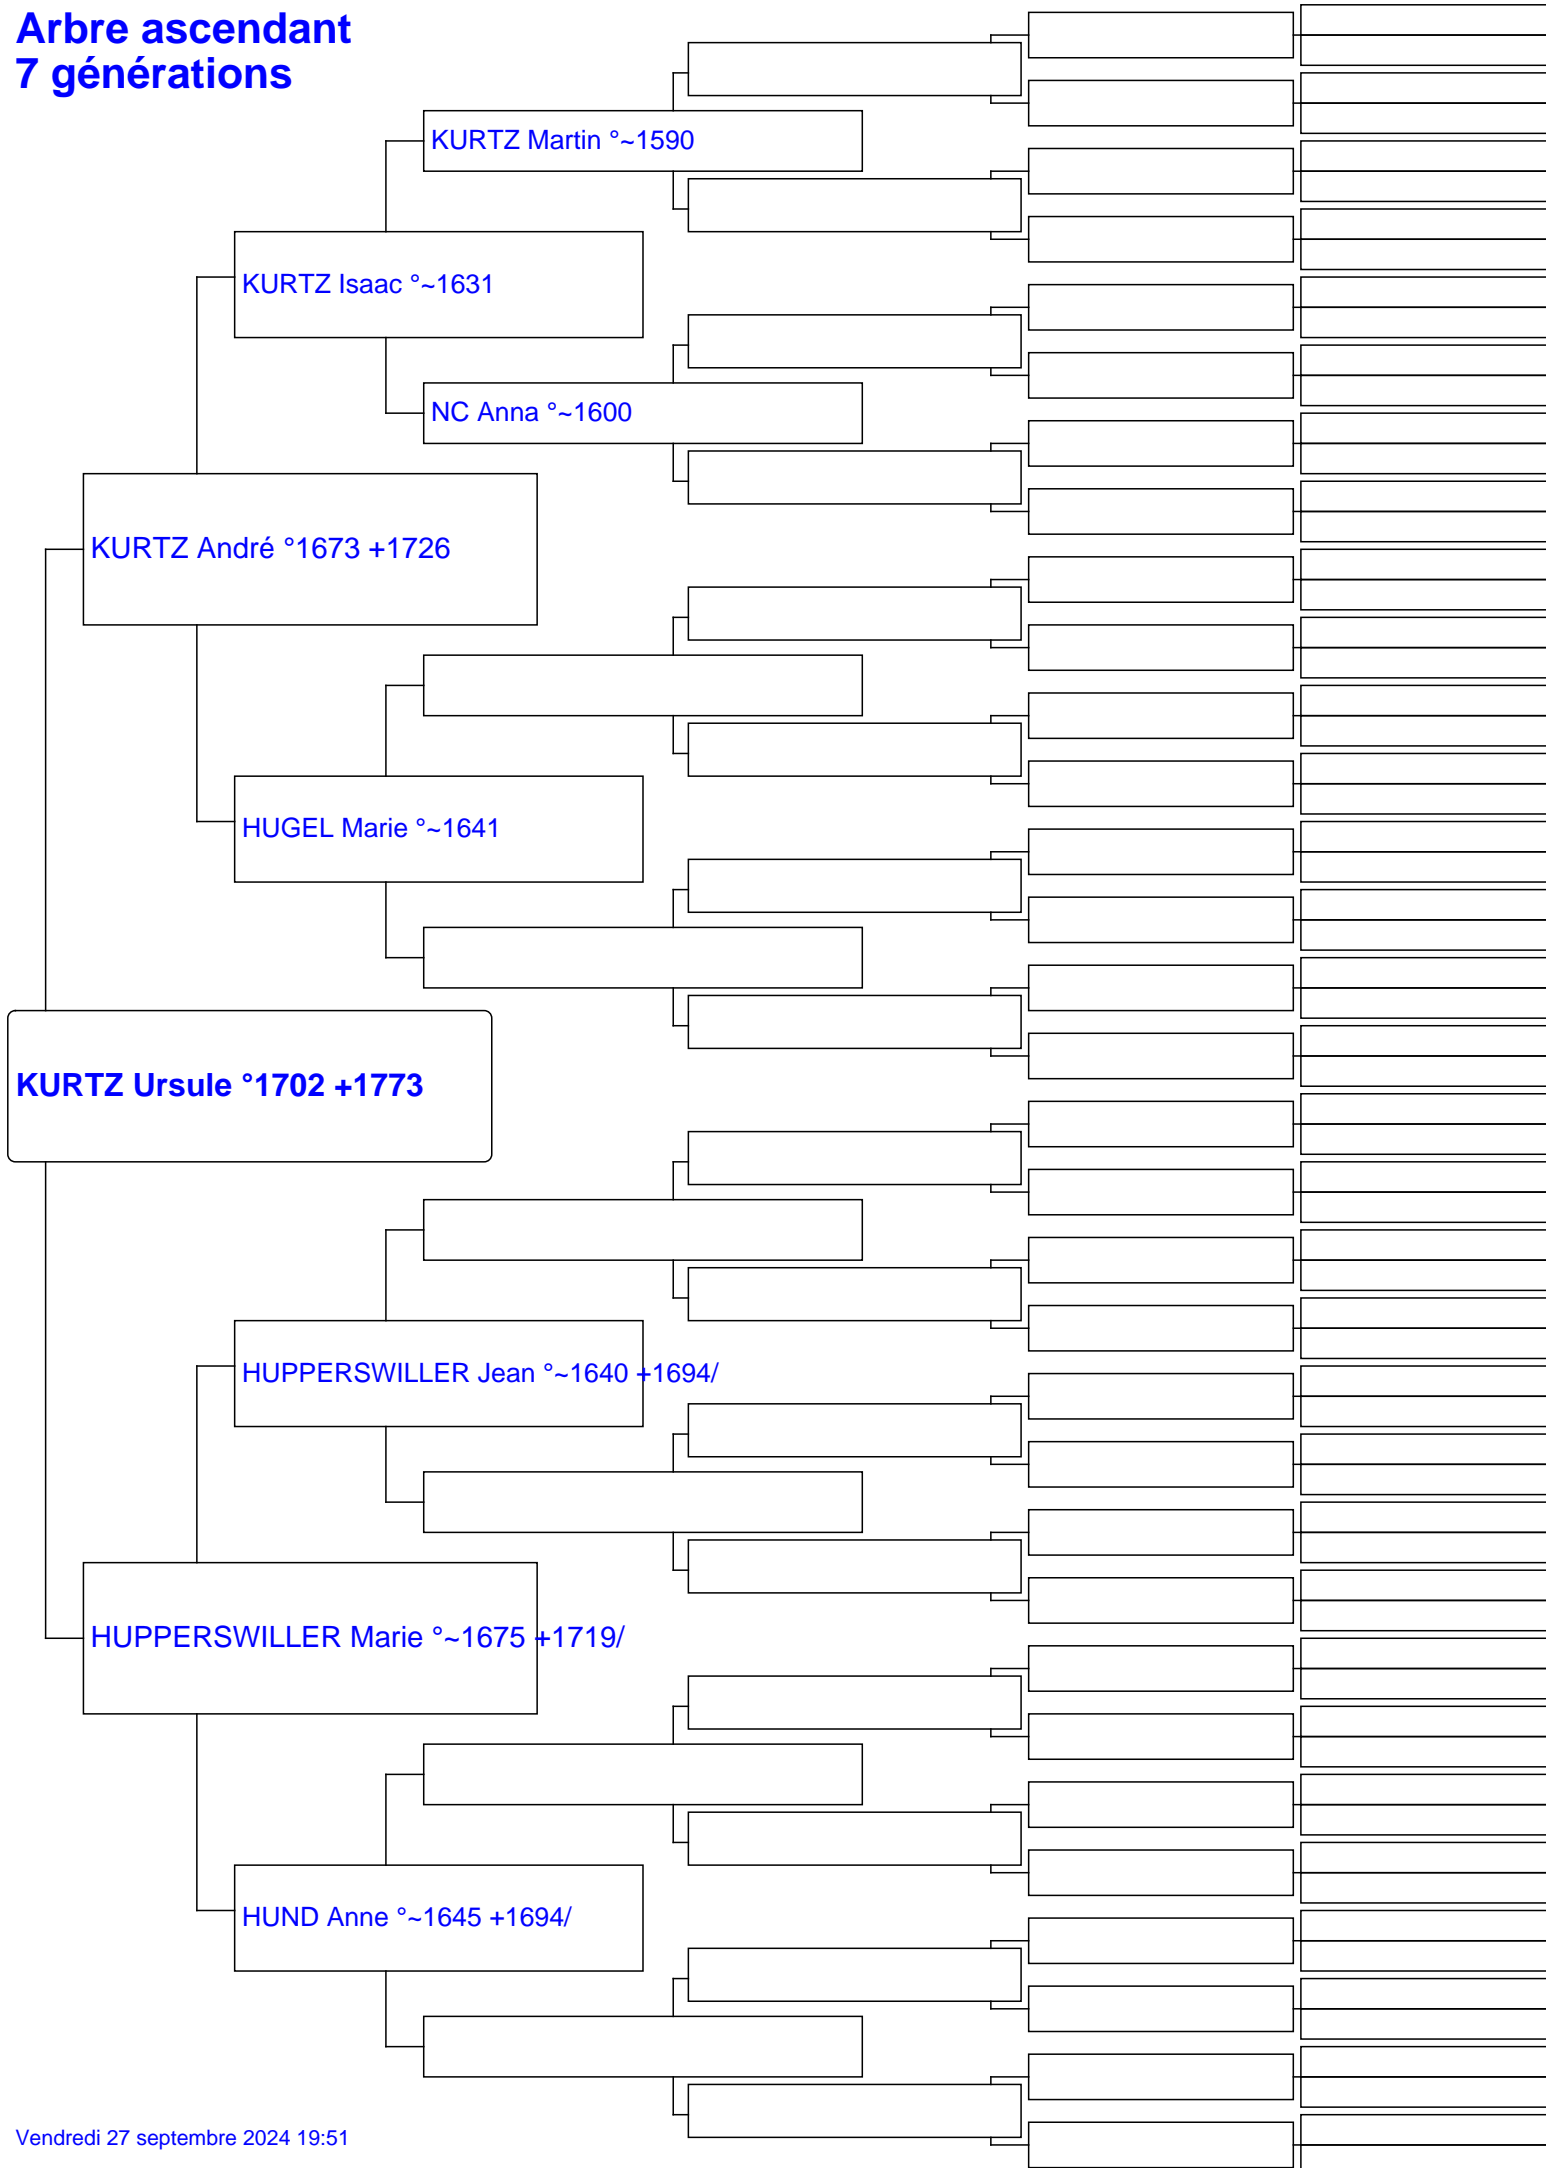 Arbre ascendant
7 générations
KURTZ Martin °~1590
KURTZ Isaac °~1631
NC Anna °~1600
KURTZ André °1673 +1726
HUGEL Marie °~1641
KURTZ Ursule °1702 +1773
HUPPERSWILLER Jean °~1640 +1694/
HUPPERSWILLER Marie °~1675 +1719/
HUND Anne °~1645 +1694/
Vendredi 27 septembre 2024 19:51